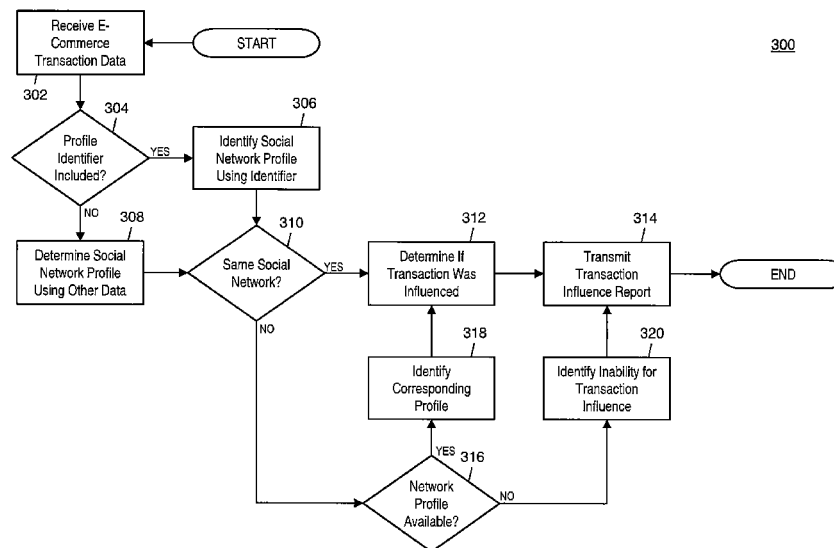 Receive E-
Commerce
Transaction Data
START
300
302
304
306
Profile
Identifier
Included?
YES
Identify Social
Network Profile
Using Identifier
NO
308
310
312
314
Determine Social
Network Profile
Using Other Data
Same Social
Network?
YES
Determine If
Transaction Was
Influenced
Transmit
Transaction
Influence Report
END
NO
318
320
Identify
Corresponding
Profile
Identify Inability for
Transaction
Influence
YES
316
Network
Profile
Available?
NO